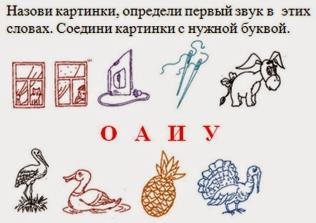 Назови картинки, определи первый звук в этих
словах. Соедини картинки с нужной буквой.
О А И У